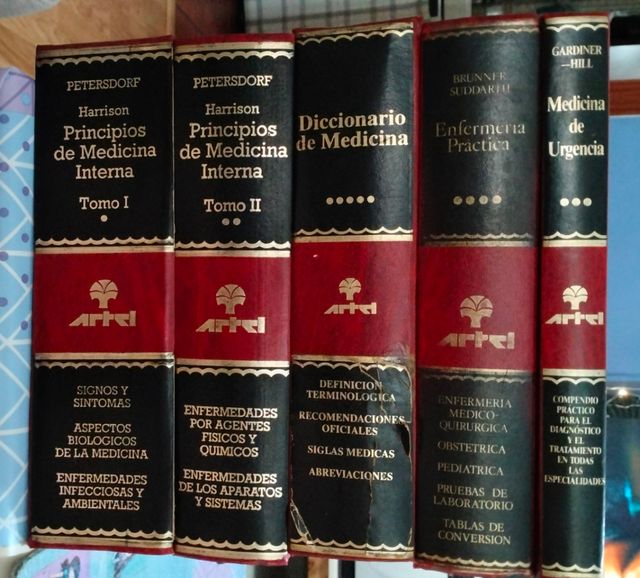 PETERSDORF
Harrison
Principios
de Medicina
Interna
Tomo I
Artel
SIGNOS Y
SINTOMAS
ASPECTOS
BIOLOGICOS
DE LA MEDICINA
ENFERMEDADES
INFECCIOSAS Y
AMBIENTALES
PETERSDORF
Harrison
Principios
de Medicina
Interna
Tomo II
Artel
ENFERMEDADES
POR AGENTES
FISICOS Y
QUIMICOS
ENFERMEDADES
DE LOS APARATOS
Y SISTEMAS
Diccionario
de Medicina
Artel
DEFINICION
TERMINOLOGICA
RECOMENDACIONES
OFICIALES
SIGLAS MEDICAS
ABREVIACIONES
BRUNNER
SUDDARTH
Enfermería
Práctica
Artel
ENFERMERIA
MEDICO-
QUIRURGICA
OBSTETRICA
PEDIATRICA
PRUEBAS DE
LABORATORIO
TABLAS DE
CONVERSION
GARDINER
—HILL
Medicina
de
Urgencia
Artel
COMPENDIO
PRÁCTICO
PARA EL
DIAGNÓSTICO
Y EL
TRATAMIENTO
EN TODAS
LAS
ESPECIALIDADES